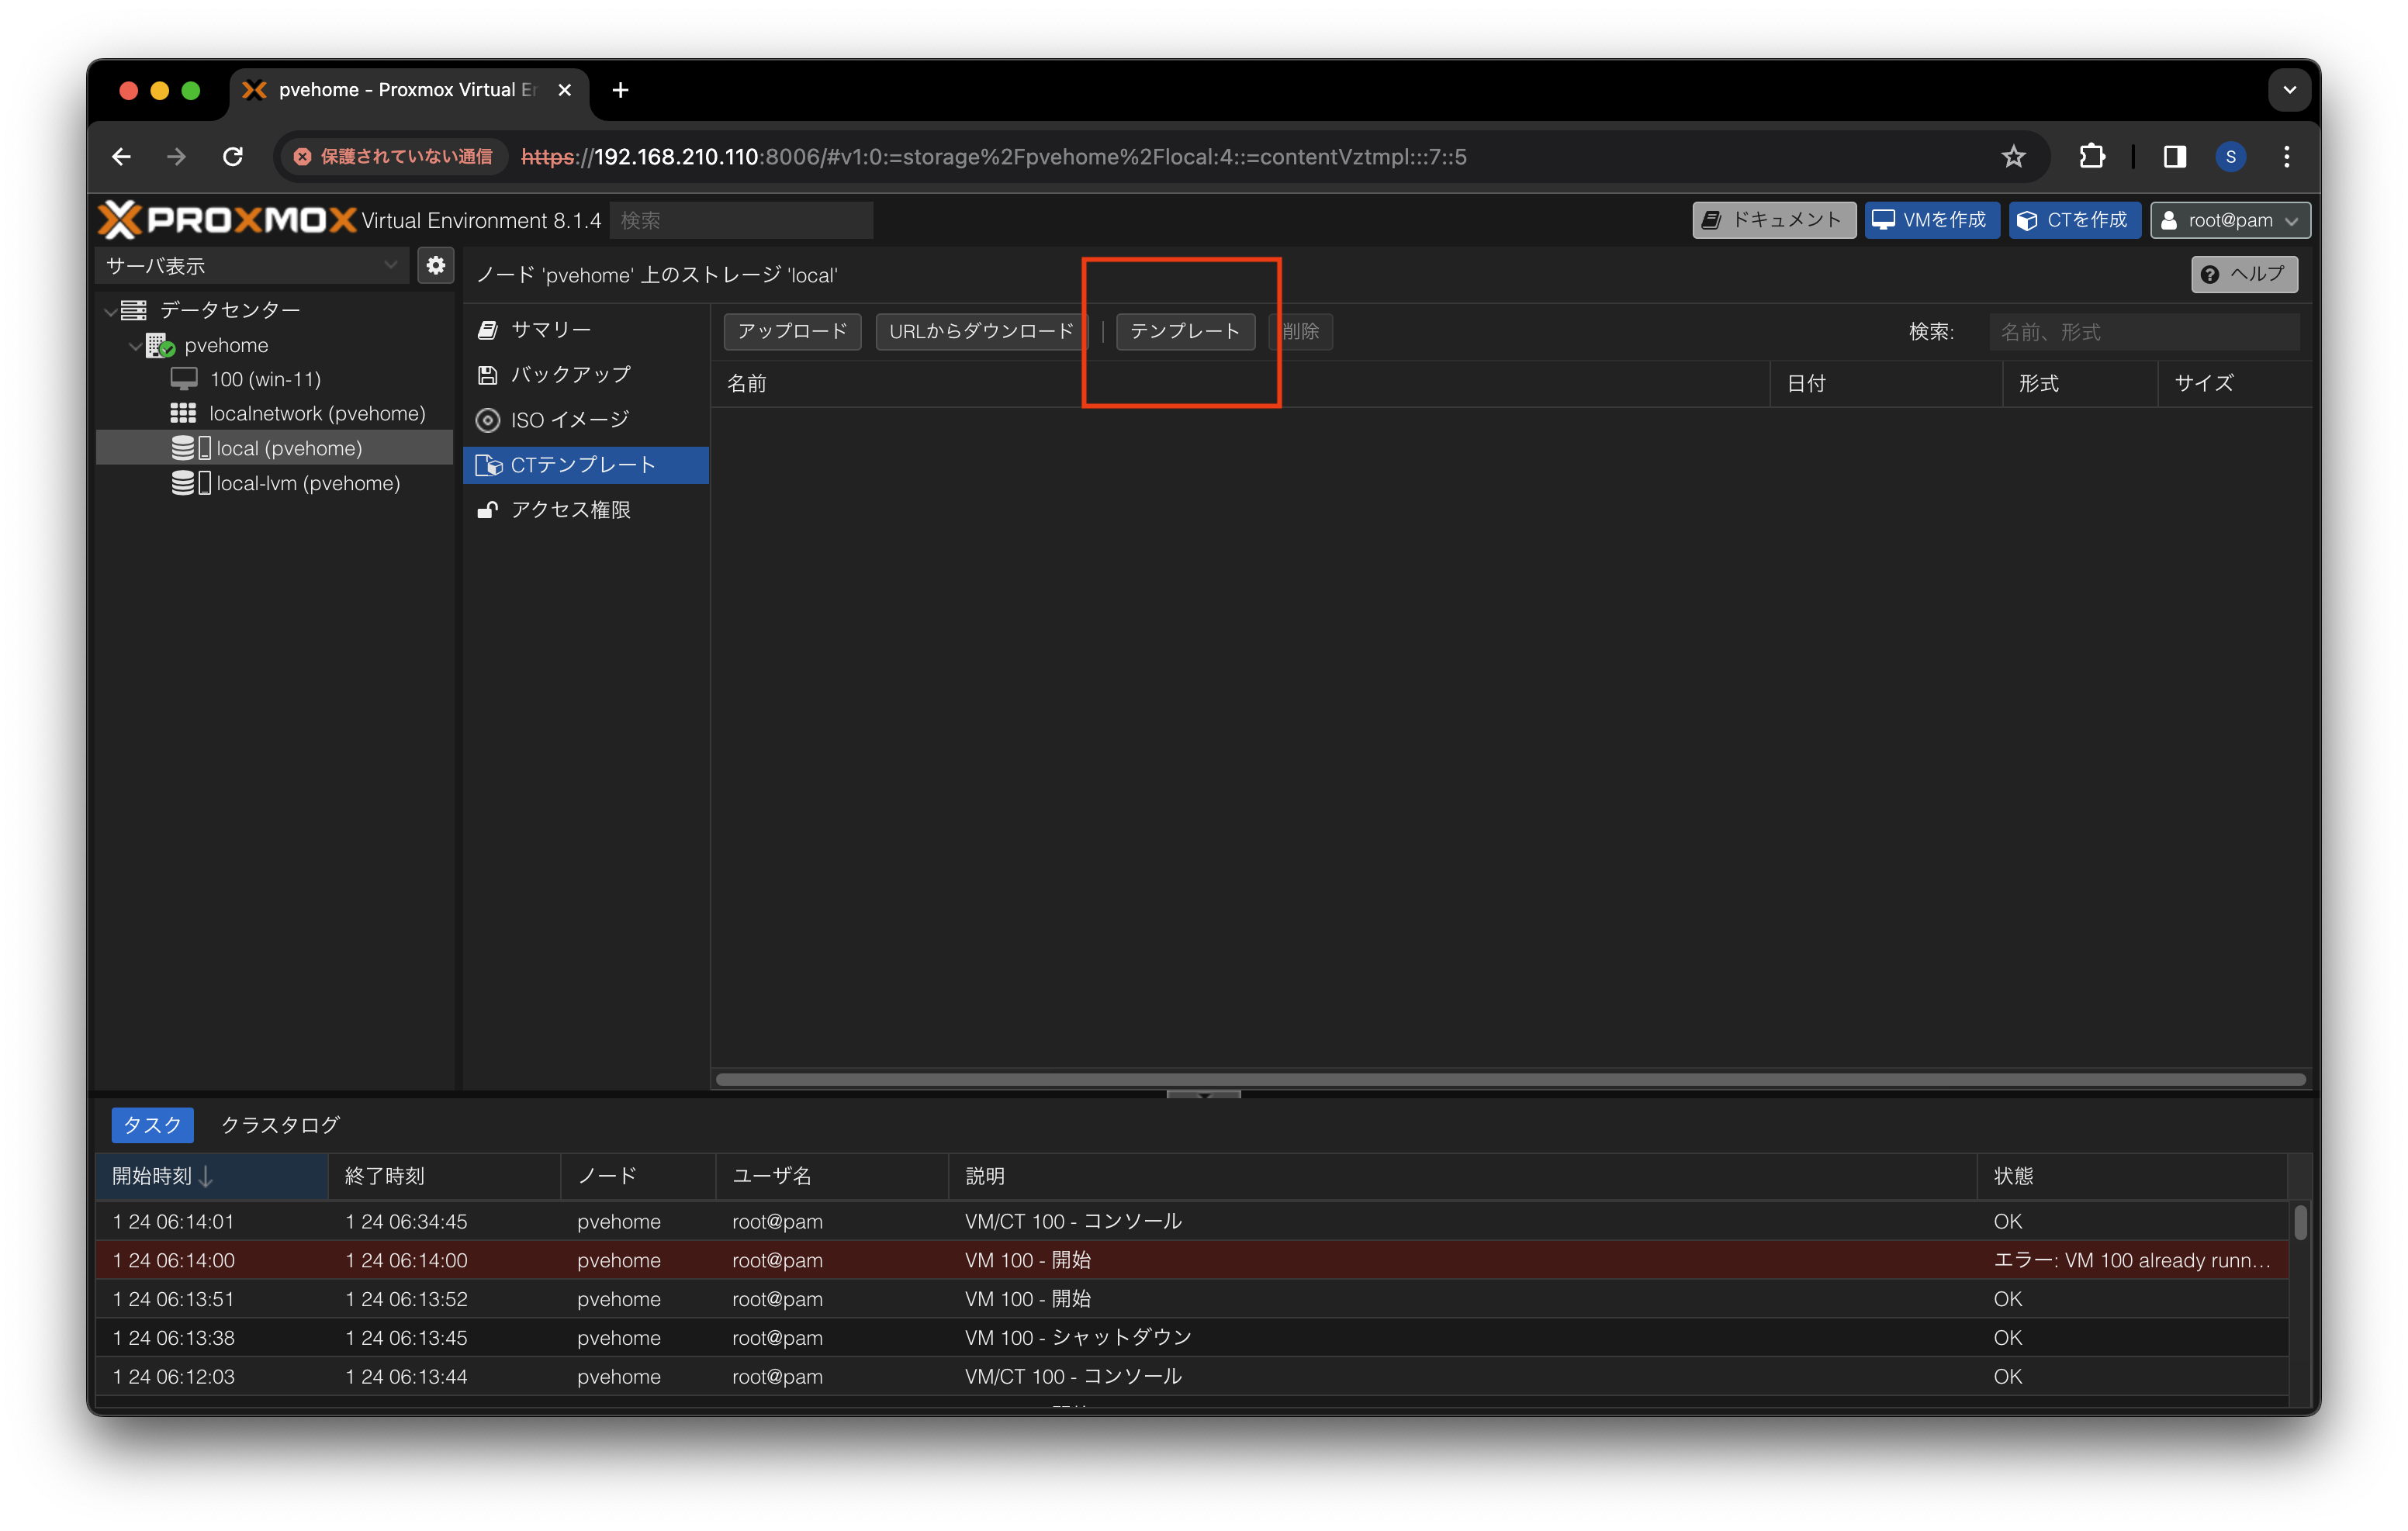 pvehome - Proxmox Virtual Er
保護されていない通信 https://192.168.210.110:8006/#v1:0:=storage%2Fpvehome%2Flocal:4::=contentVztmpl:::7::5 S
PROXMOX Virtual Environment 8.1.4 検索 ドキュメント VMを作成 CTを作成 root@pam
サーバ表示
データセンター
pvehome
100 (win-11)
localnetwork (pvehome)
local (pvehome)
local-lvm (pvehome)
ノード 'pvehome' 上のストレージ 'local' ヘルプ
サマリー
バックアップ
ISO イメージ
CTテンプレート
アクセス権限
アップロード URLからダウンロード テンプレート 削除 検索: 名前、形式
名前 日付 形式 サイズ
タスク クラスタログ
開始時刻 終了時刻 ノード ユーザ名 説明 状態
1 24 06:14:01 1 24 06:34:45 pvehome root@pam VM/CT 100 - コンソール OK
1 24 06:14:00 1 24 06:14:00 pvehome root@pam VM 100 - 開始 エラー: VM 100 already runn...
1 24 06:13:51 1 24 06:13:52 pvehome root@pam VM 100 - 開始 OK
1 24 06:13:38 1 24 06:13:45 pvehome root@pam VM 100 - シャットダウン OK
1 24 06:12:03 1 24 06:13:44 pvehome root@pam VM/CT 100 - コンソール OK